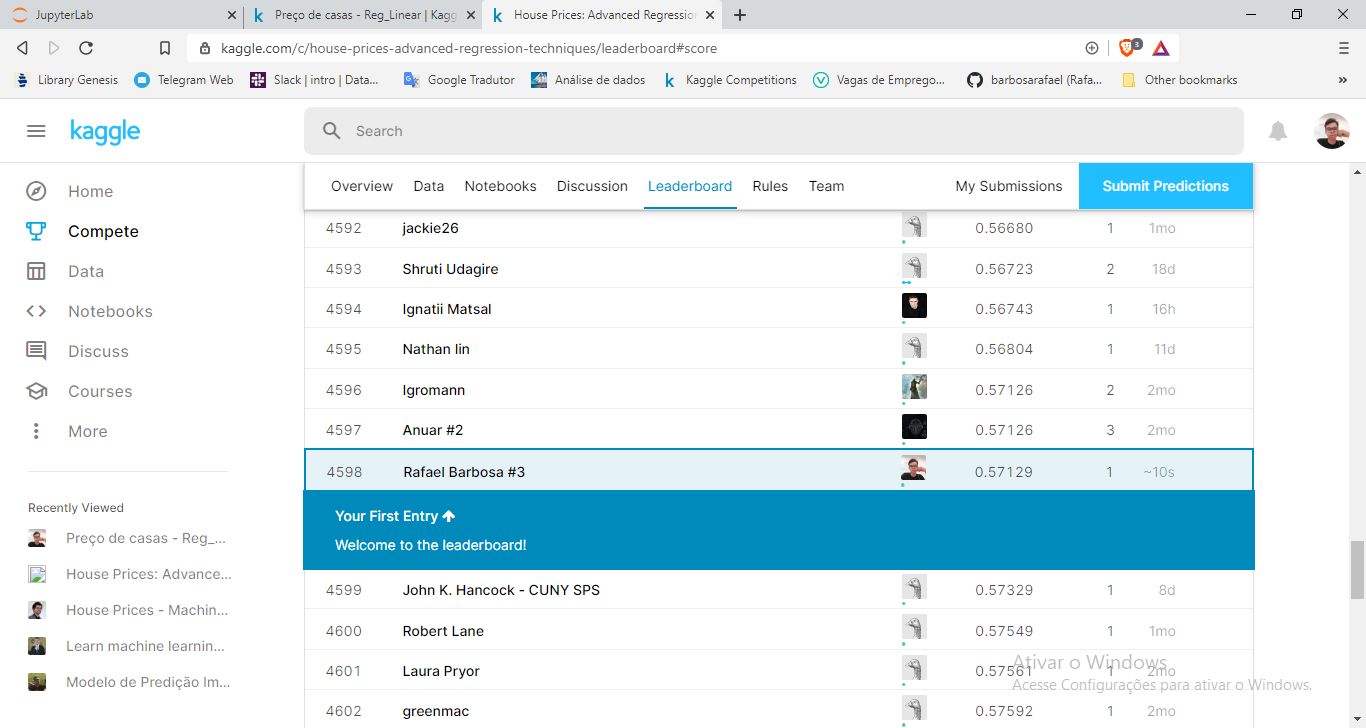 JupyterLab
Preço de casas - Reg_Linear | Kagg
House Prices: Advanced Regressio
kaggle.com/c/house-prices-advanced-regression-techniques/leaderboard#score
3
Library Genesis
Telegram Web
Slack | intro | Data...
Google Tradutor
Análise de dados
Kaggle Competitions
Vagas de Emprego...
barbosarafael (Rafa...
Other bookmarks
kaggle
Search
Home
Compete
Data
Notebooks
Discuss
Courses
More
Recently Viewed
Preço de casas - Reg_...
House Prices: Advance...
House Prices - Machin...
Learn machine learnin...
Modelo de Predição Im...
Overview Data Notebooks Discussion Leaderboard Rules Team My Submissions Submit Predictions
4592 jackie26 0.56680 1 1mo
4593 Shruti Udagire 0.56723 2 18d
4594 Ignatii Matsal 0.56743 1 16h
4595 Nathan lin 0.56804 1 11d
4596 Igromann 0.57126 2 2mo
4597 Anuar #2 0.57126 3 2mo
4598 Rafael Barbosa #3 0.57129 1 ~10s
Your First Entry
Welcome to the leaderboard!
4599 John K. Hancock - CUNY SPS 0.57329 1 8d
4600 Robert Lane 0.57549 1 1mo
4601 Laura Pryor 0.57561 1 2mo
4602 greenmac 0.57592 1 2mo
Ativar o Windows
Acesse Configurações para ativar o Windows.